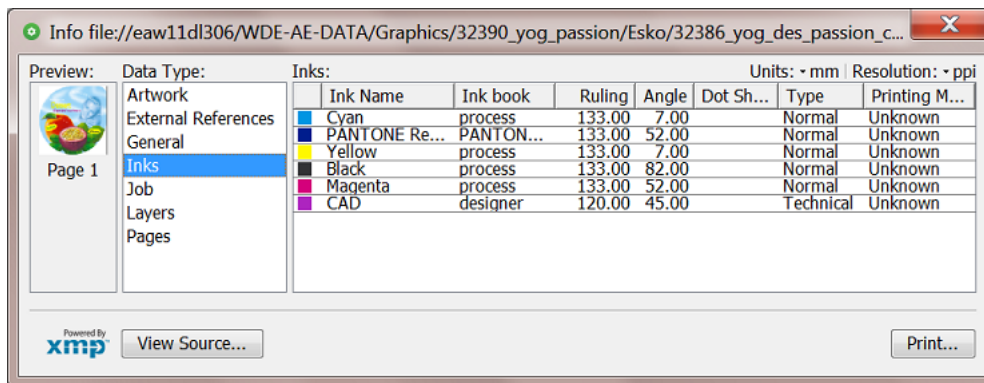 Info file://eaw11dl306/WDE-AE-DATA/Graphics/32390_yog_passion/Esko/32386_yog_des_passion_c...
Preview: Data Type: Inks: Units: mm Resolution: ppi
Page 1
Artwork
External References
General
Inks
Job
Layers
Pages
Ink Name Ink book Ruling Angle Dot Sh... Type Printing M...
Cyan process 133.00 7.00 Normal Unknown
PANTONE Re... PANTON... 133.00 52.00 Normal Unknown
Yellow process 133.00 7.00 Normal Unknown
Black process 133.00 82.00 Normal Unknown
Magenta process 133.00 52.00 Normal Unknown
CAD designer 120.00 45.00 Technical Unknown
Powered By
xmp
View Source...
Print...